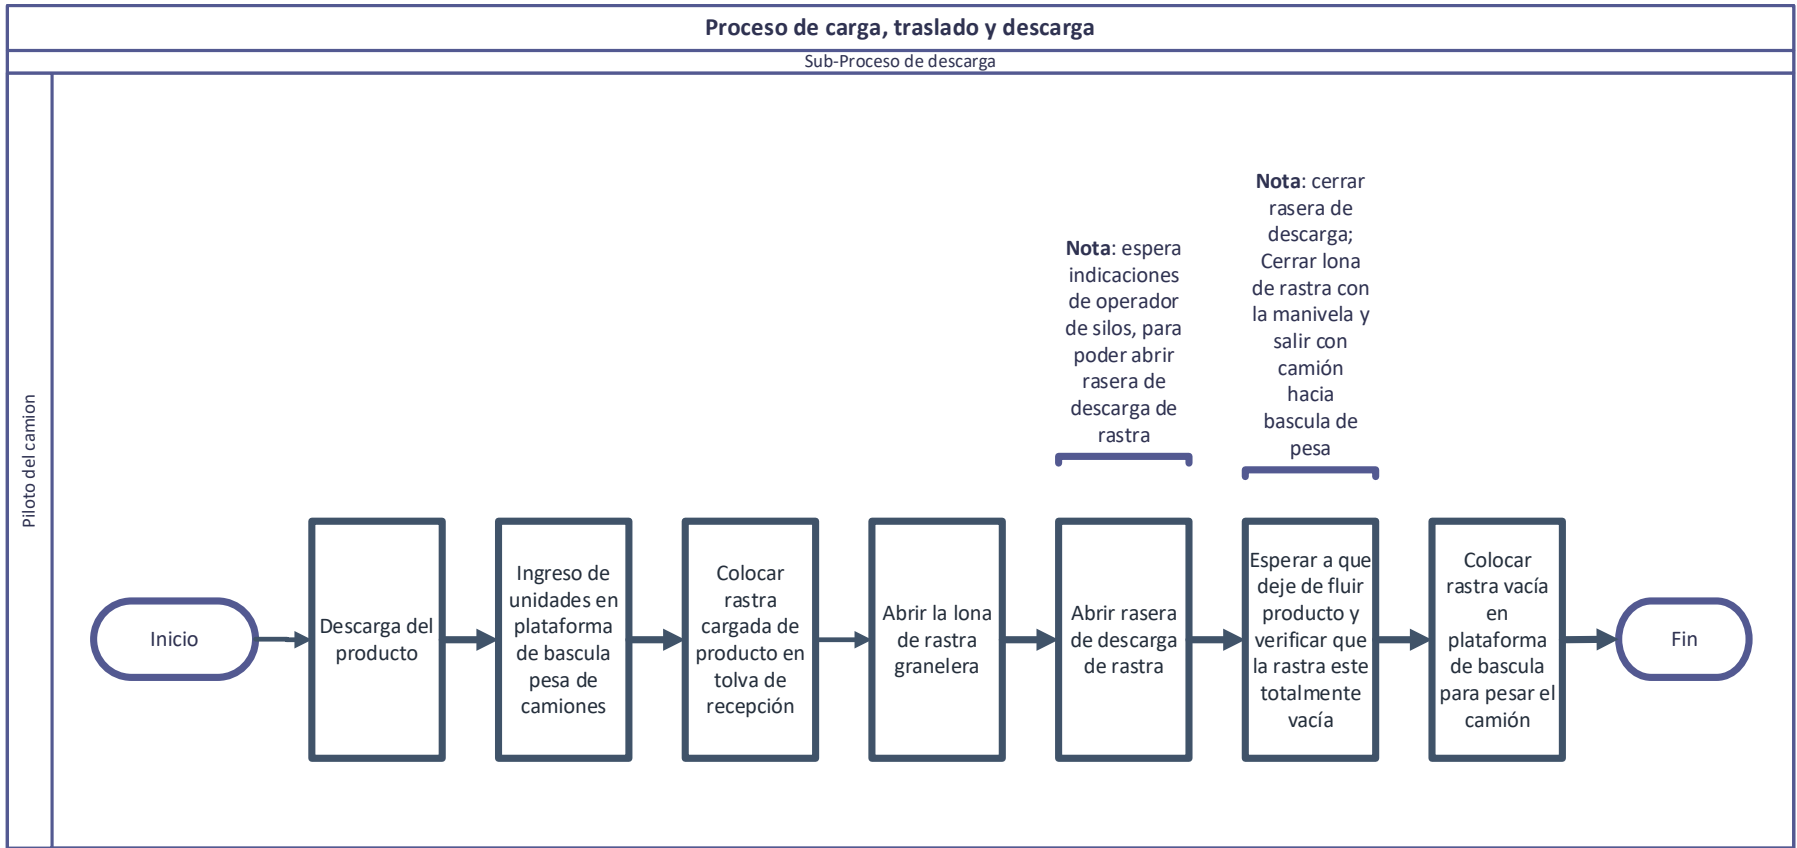 Proceso de carga, traslado y descarga
Sub-Proceso de descarga
Piloto del camion
Nota: espera
indicaciones
de operador
de silos, para
poder abrir
rasera de
descarga de
rastra
Nota: cerrar
rasera de
descarga;
Cerrar lona
de rastra con
la manivela y
salir con
camión
hacia
bascula de
pesa
Inicio
Descarga del
producto
Ingreso de
unidades en
plataforma
de bascula
pesa de
camiones
Colocar
rastra
cargada de
producto en
tolva de
recepción
Abrir la lona
de rastra
granelera
Abrir rasera
de descarga
de rastra
Esperar a que
deje de fluir
producto y
verificar que
la rastra este
totalmente
vacía
Colocar
rastra vacía
en
plataforma
de bascula
para pesar el
camión
Fin